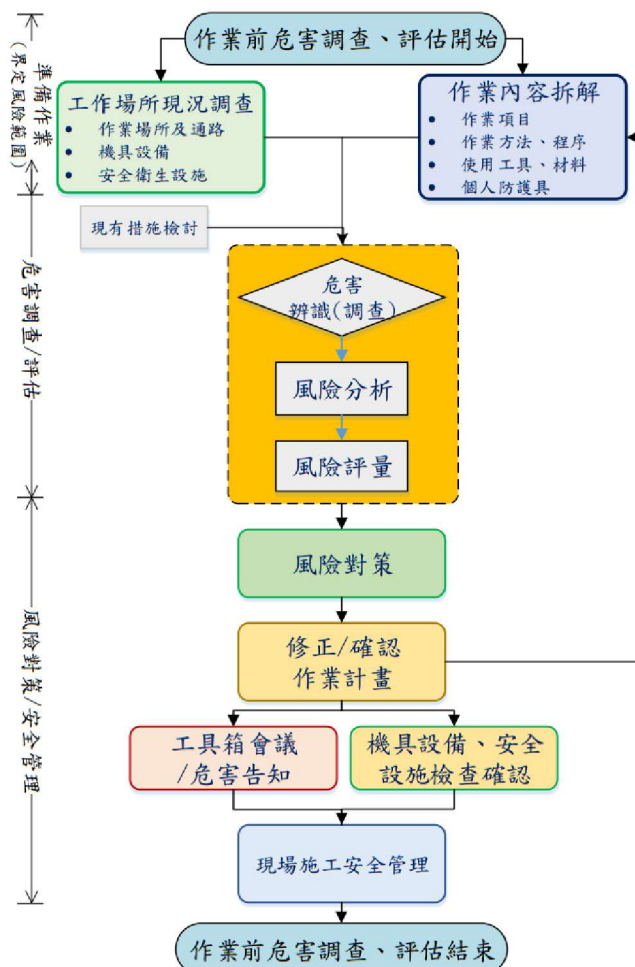 作業前危害調查、評估開始
準備作業
(界定風險範圍)
工作場所現況調查
• 作業場所及通路
• 機具設備
• 安全衛生設施
作業內容拆解
• 作業項目
• 作業方法、程序
• 使用工具、材料
• 個人防護具
現有措施檢討
危害調查/評估
危害
辨識(調查)
風險分析
風險評量
風險對策/安全管理
風險對策
修正/確認
作業計畫
工具箱會議
/危害告知
機具設備、安全
設施檢查確認
現場施工安全管理
作業前危害調查、評估結束